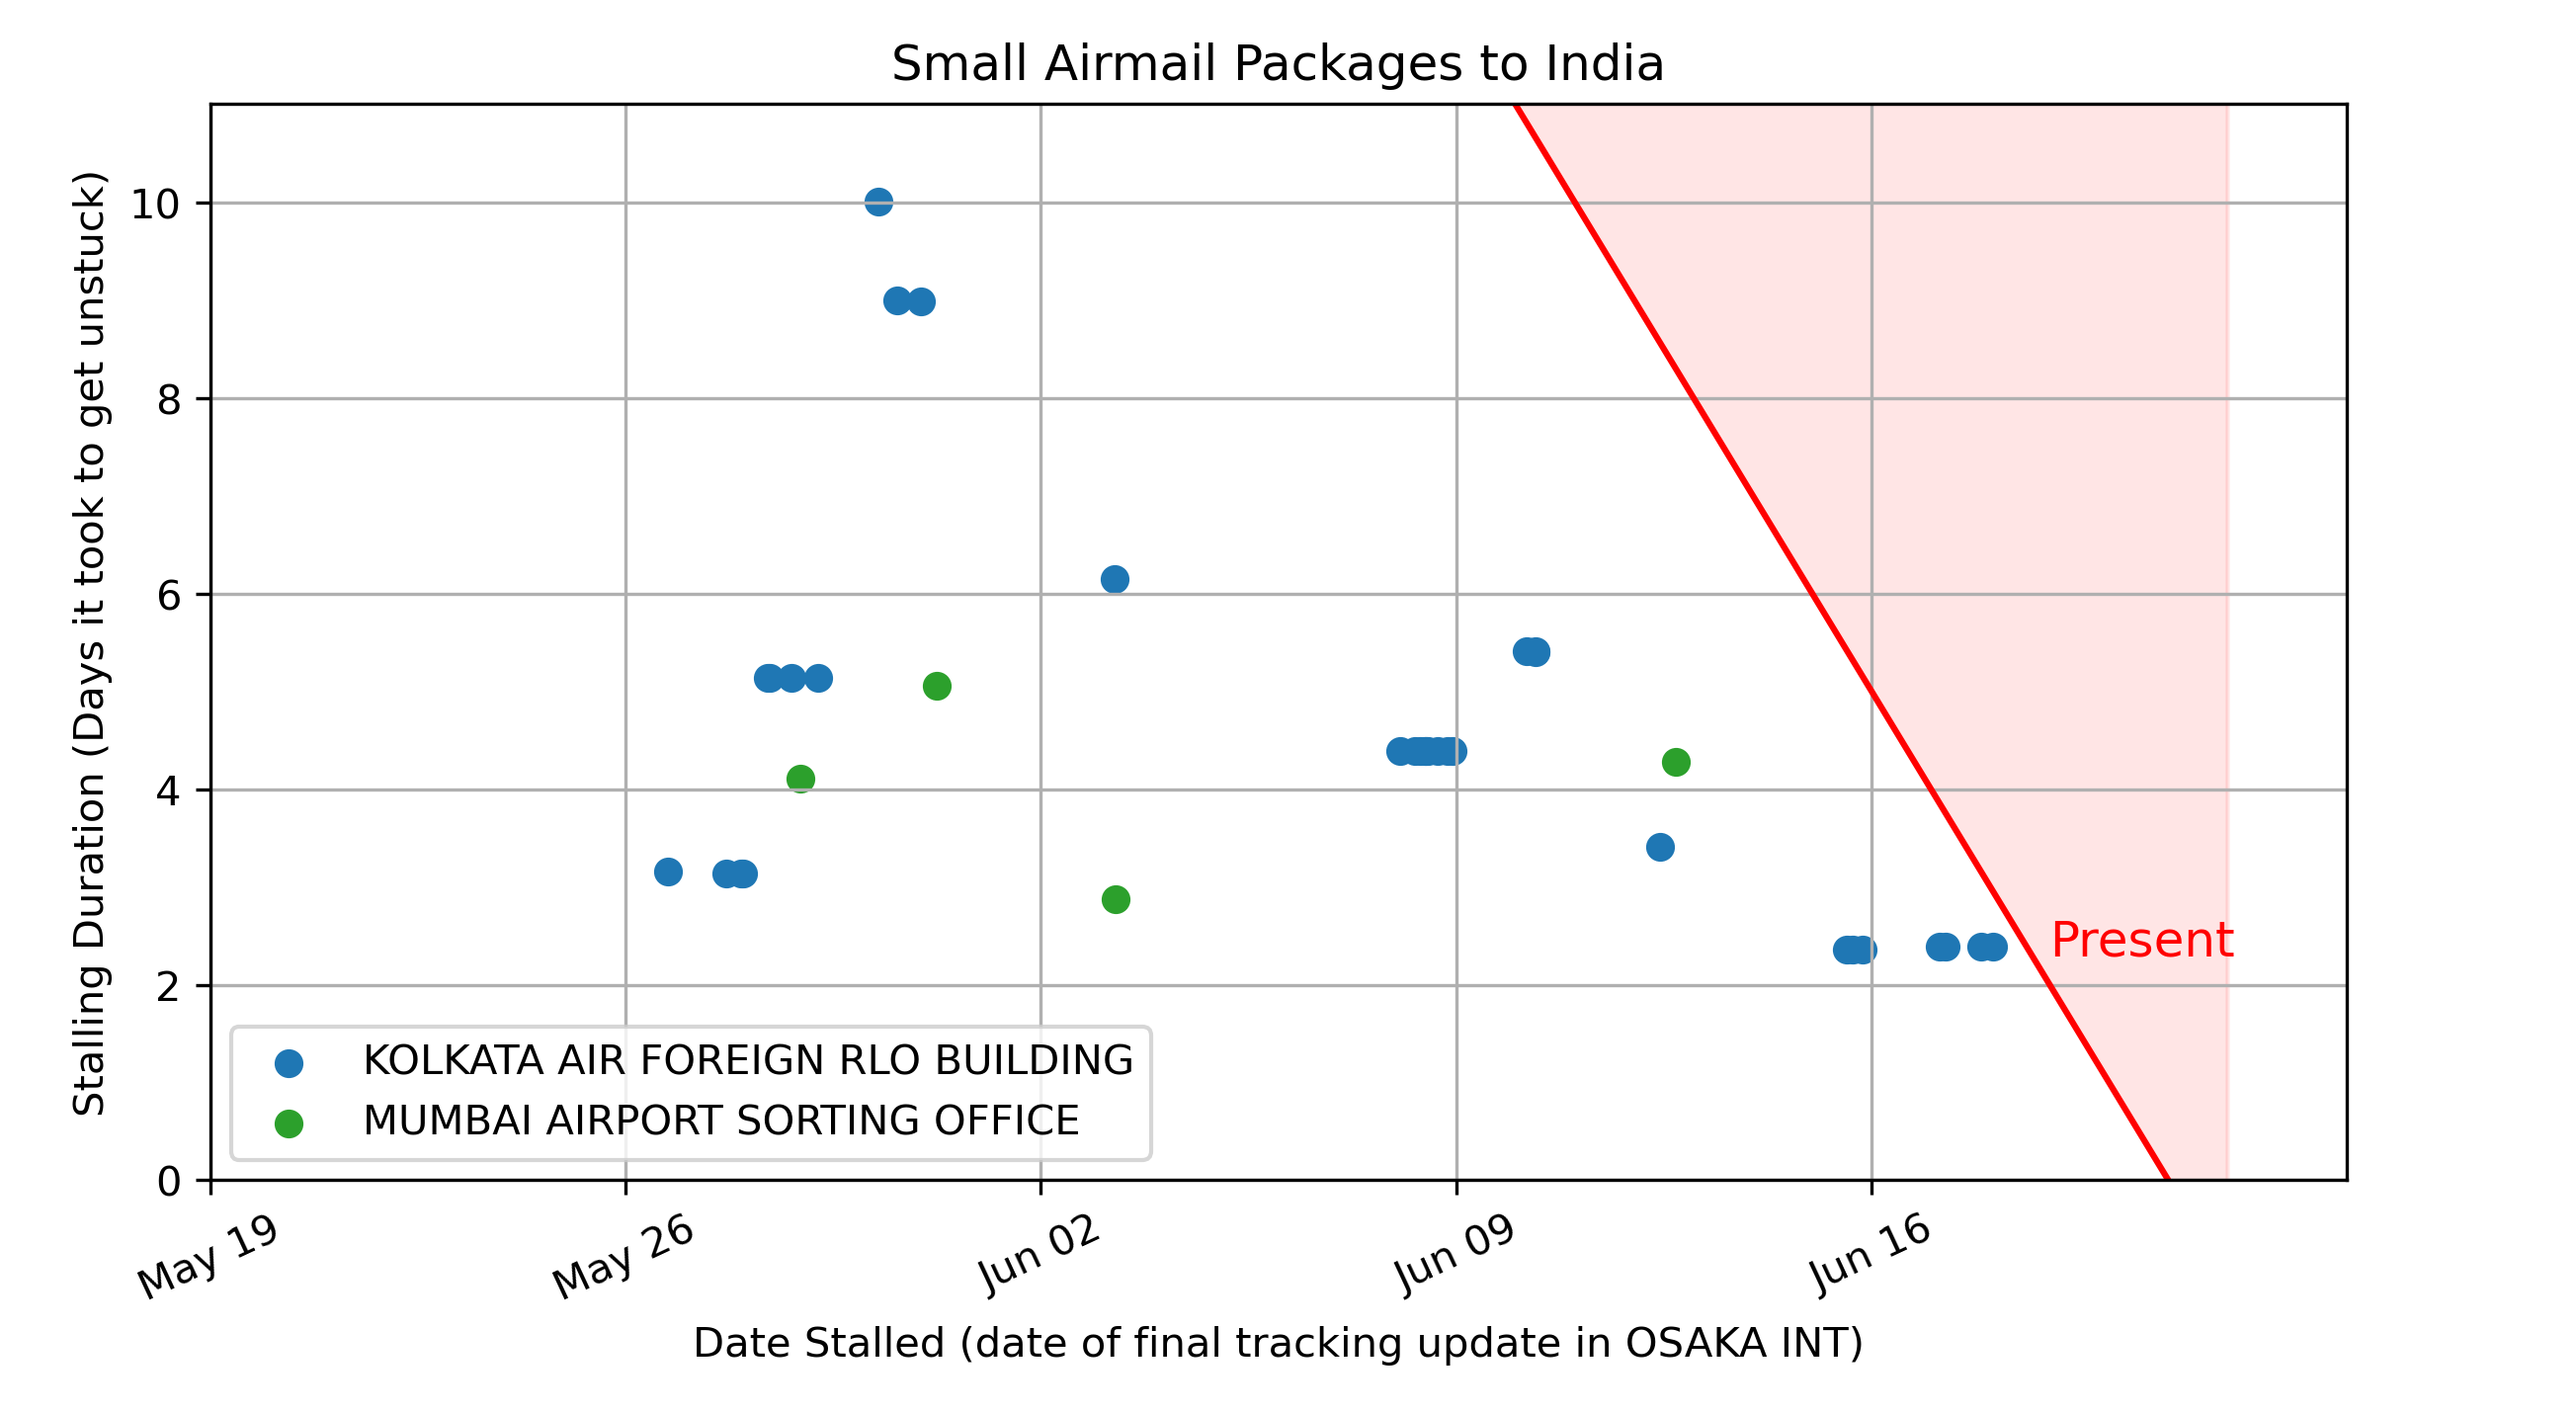 Small Airmail Packages to India
Stalling Duration (Days it took to get unstuck)
10
8
6
4
2
0
Present
KOLKATA AIR FOREIGN RLO BUILDING
MUMBAI AIRPORT SORTING OFFICE
May 19
May 26
Jun 02
Jun 09
Jun 16
Date Stalled (date of final tracking update in OSAKA INT)